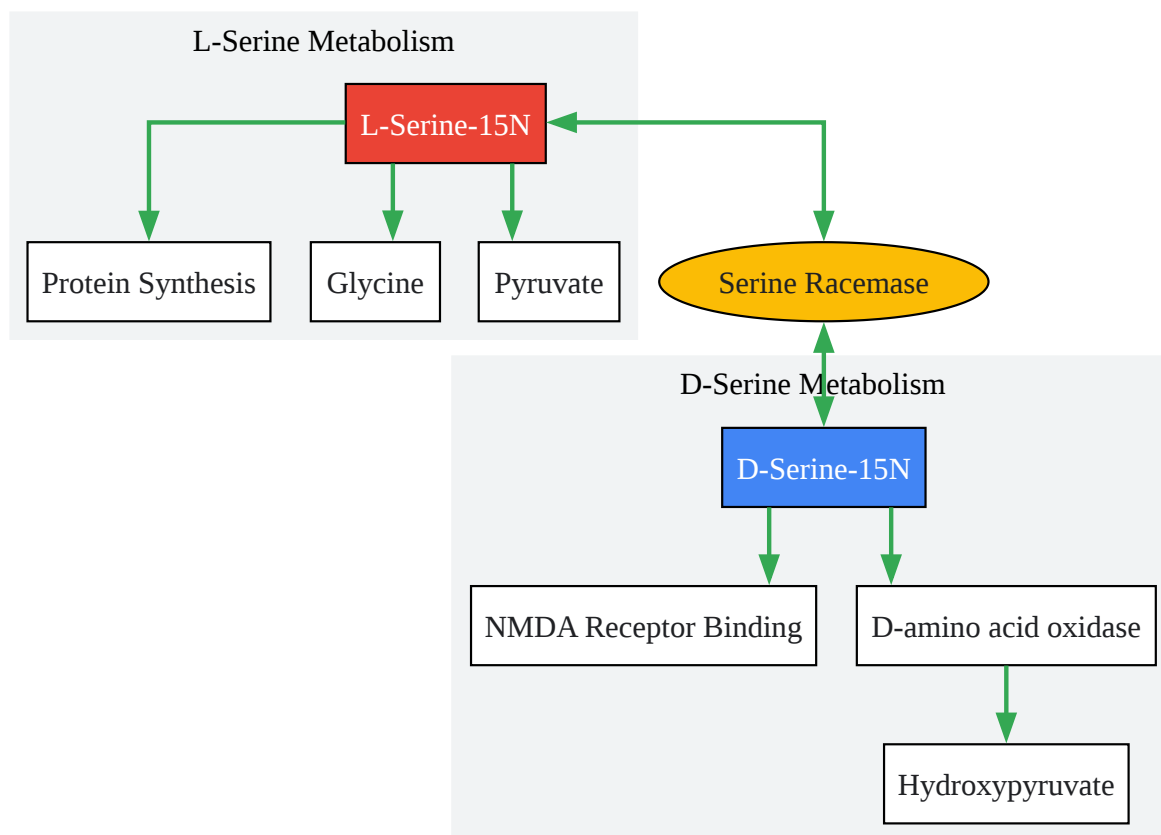 L-Serine Metabolism
L-Serine-15N
Protein Synthesis
Glycine
Pyruvate
Serine Racemase
D-Serine Metabolism
D-Serine-15N
NMDA Receptor Binding
D-amino acid oxidase
Hydroxypyruvate